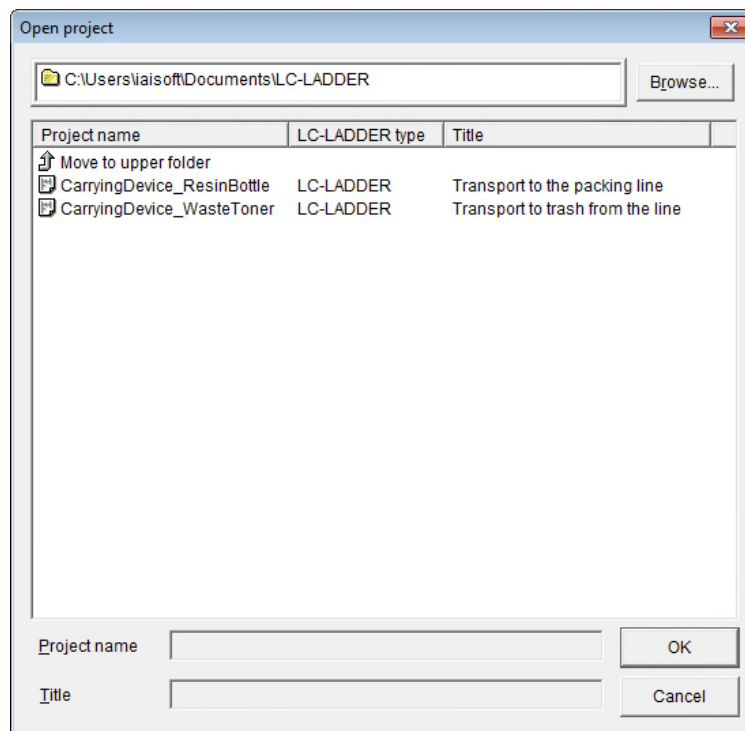 Open project
C:\Users\iaisoft\Documents\LC-LADDER
Browse...
Project name LC-LADDER type Title
Move to upper folder
CarryingDevice_ResinBottle LC-LADDER Transport to the packing line
CarryingDevice_WasteToner LC-LADDER Transport to trash from the line
Project name
OK
Title
Cancel